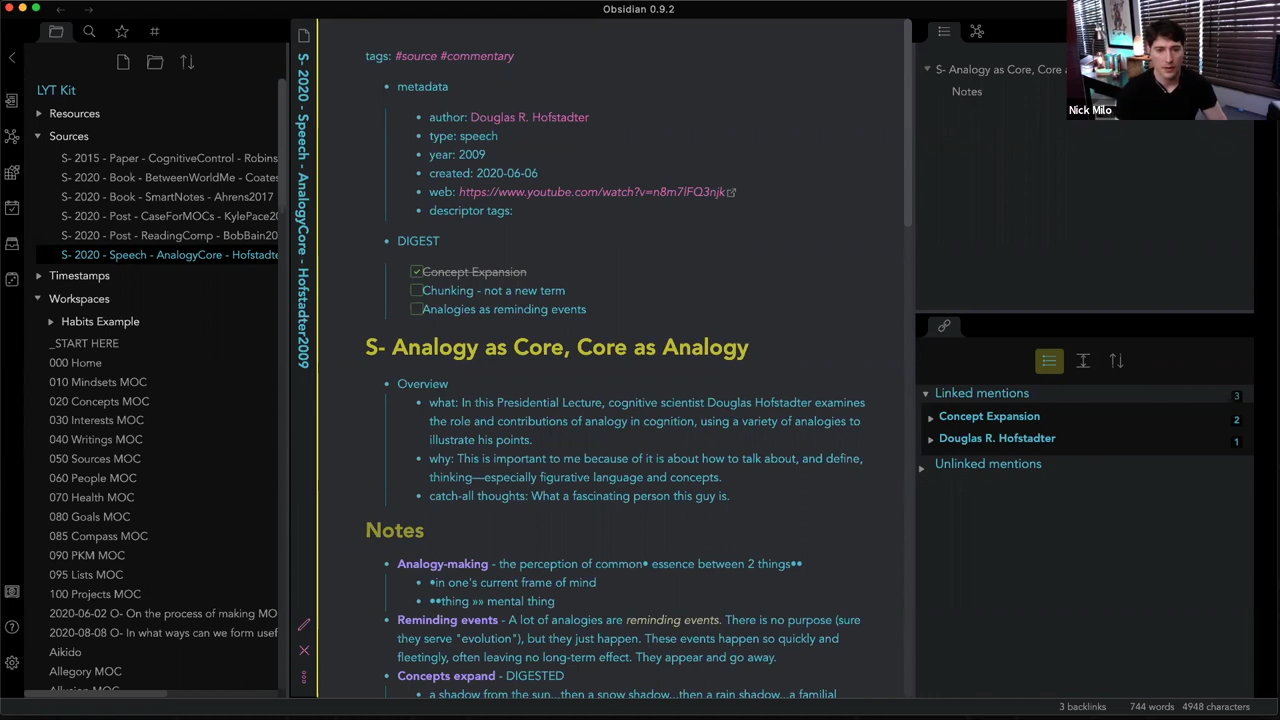 Obsidian 0.9.2
LYT Kit
Resources
Sources
S- 2015 - Paper - CognitiveControl - Robins
S- 2020 - Book - BetweenWorldMe - Coates
S- 2020 - Book - SmartNotes - Ahrens2017
S- 2020 - Post - CaseForMOCs - KylePace20
S- 2020 - Post - ReadingComp - BobBain20
S- 2020 - Speech - AnalogyCore - Hofstadte
Timestamps
Workspaces
Habits Example
_START HERE
000 Home
010 Mindsets MOC
020 Concepts MOC
030 Interests MOC
040 Writings MOC
050 Sources MOC
060 People MOC
070 Health MOC
080 Goals MOC
085 Compass MOC
090 PKM MOC
095 Lists MOC
100 Projects MOC
2020-06-02 O- On the process of making MO
2020-08-08 O- In what ways can we form usef
Aikido
Allegory MOC
Allusion MOC
S- 2020 - Speech - AnalogyCore - Hofstadter2009
tags: #source #commentary
• metadata
• author: Douglas R. Hofstadter
• type: speech
• year: 2009
• created: 2020-06-06
• web: https://www.youtube.com/watch?v=n8m7lFQ3njk
• descriptor tags:
• DIGEST
Concept Expansion
Chunking - not a new term
Analogies as reminding events
S- Analogy as Core, Core as Analogy
• Overview
• what: In this Presidential Lecture, cognitive scientist Douglas Hofstadter examines
the role and contributions of analogy in cognition, using a variety of analogies to
illustrate his points.
• why: This is important to me because of it is about how to talk about, and define,
thinking—especially figurative language and concepts.
• catch-all thoughts: What a fascinating person this guy is.
Notes
• Analogy-making - the perception of common• essence between 2 things••
• •in one's current frame of mind
• ••thing »» mental thing
• Reminding events - A lot of analogies are reminding events. There is no purpose (sure
they serve "evolution"), but they just happen. These events happen so quickly and
fleetingly, often leaving no long-term effect. They appear and go away.
• Concepts expand - DIGESTED
• a shadow from the sun...then a snow shadow...then a rain shadow...a familial
S- Analogy as Core, Core a
Notes
Nick Milo
Linked mentions 3
Concept Expansion 2
Douglas R. Hofstadter 1
Unlinked mentions
3 backlinks 744 words 4948 characters